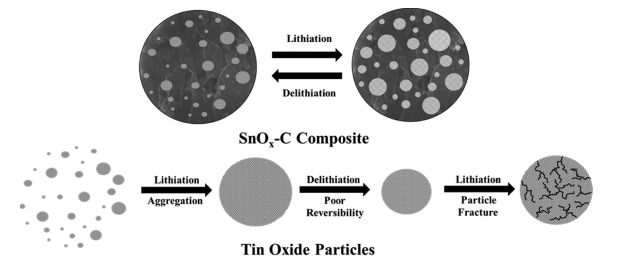 Lithiation
Delithiation
SnOₓ-C Composite
Lithiation
Aggregation
Delithiation
Poor
Reversibility
Lithiation
Particle
Fracture
Tin Oxide Particles